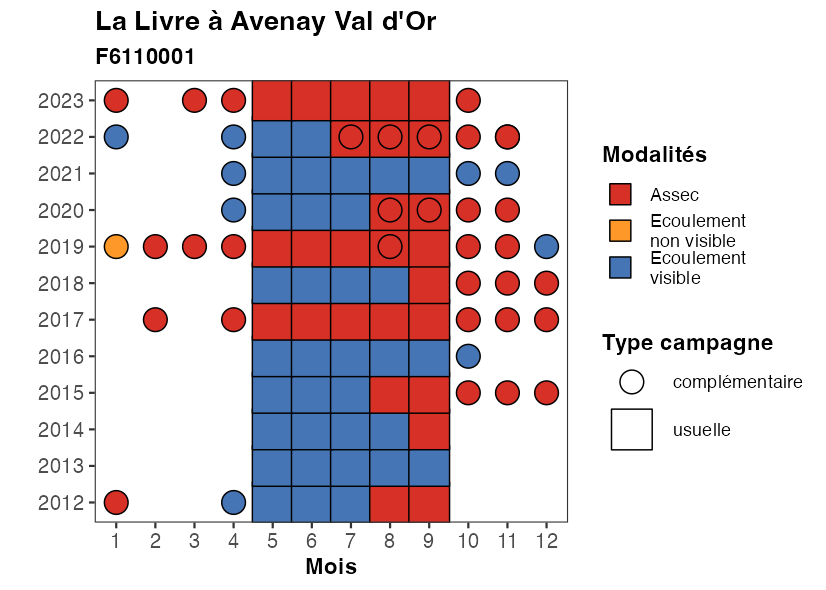 La Livre à Avenay Val d'Or
F6110001
2023
2022
2021
2020
2019
2018
2017
2016
2015
2014
2013
2012
1 2 3 4 5 6 7 8 9 10 11 12
Mois
Modalités
Assec
Ecoulement
non visible
Ecoulement
visible
Type campagne
complémentaire
usuelle